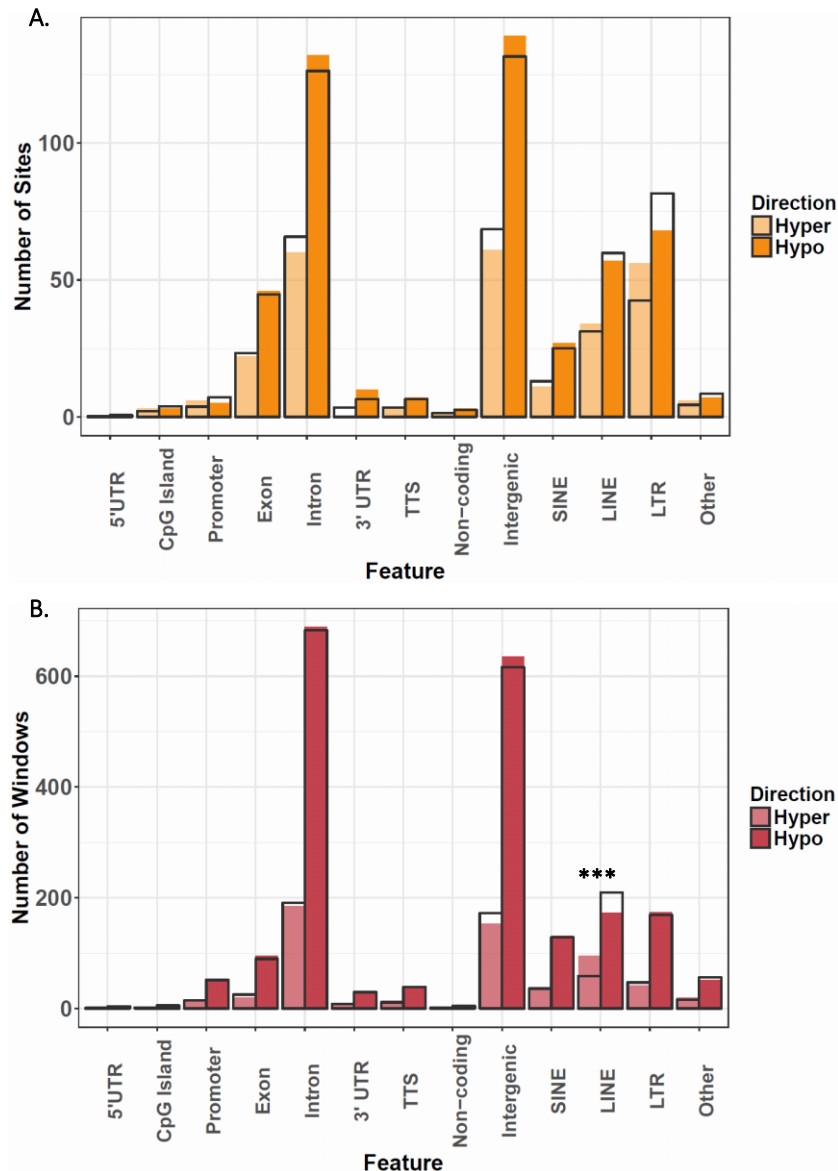 A.
Number of Sites
100
50
0
5'UTR
CpG Island
Promoter
Exon
Intron
3' UTR
TTS
Non−coding
Intergenic
SINE
LINE
LTR
Other
Feature
Direction
Hyper
Hypo
B.
Number of Windows
600
400
200
0
***
5'UTR
CpG Island
Promoter
Exon
Intron
3' UTR
TTS
Non−coding
Intergenic
SINE
LINE
LTR
Other
Feature
Direction
Hyper
Hypo